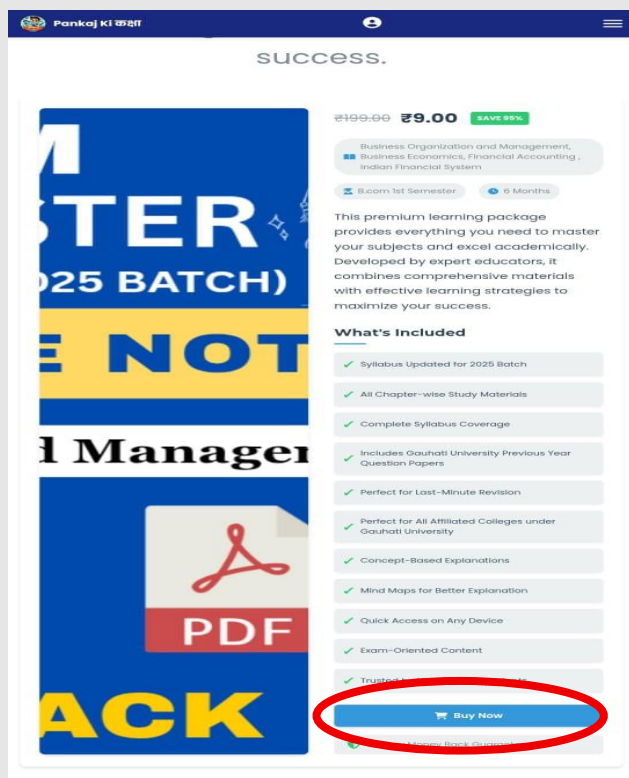 Pankaj Ki कक्षा
success.
M
STER
025 BATCH)
E NOT
d Manager
PDF
ACK
₹199.00 ₹9.00 SAVE 95%
Business Organization and Management,
Business Economics, Financial Accounting ,
Indian Financial System
B.com 1st Semester 6 Months
This premium learning package
provides everything you need to master
your subjects and excel academically.
Developed by expert educators, it
combines comprehensive materials
with effective learning strategies to
maximize your success.
What's Included
Syllabus Updated for 2025 Batch
All Chapter-wise Study Materials
Complete Syllabus Coverage
Includes Gauhati University Previous Year
Question Papers
Perfect for Last-Minute Revision
Perfect for All Affiliated Colleges under
Gauhati University
Concept-Based Explanations
Mind Maps for Better Explanation
Quick Access on Any Device
Exam-Oriented Content
Trusted
Buy Now
Money Back